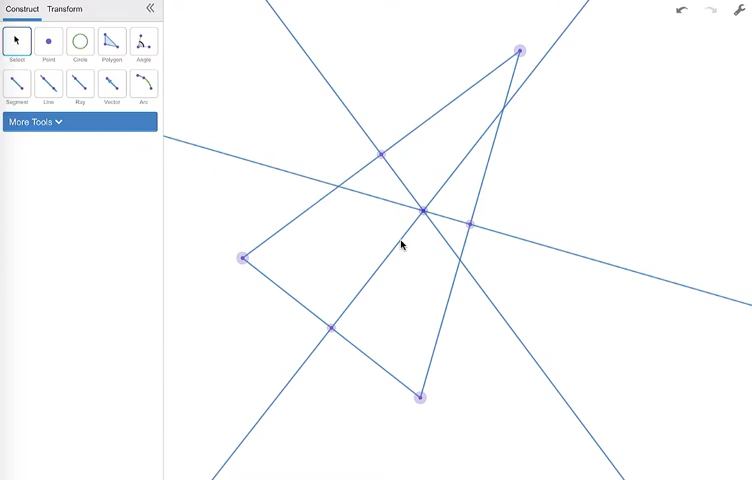 Construct Transform
Select Point Circle Polygon Angle
Segment Line Ray Vector Arc
More Tools